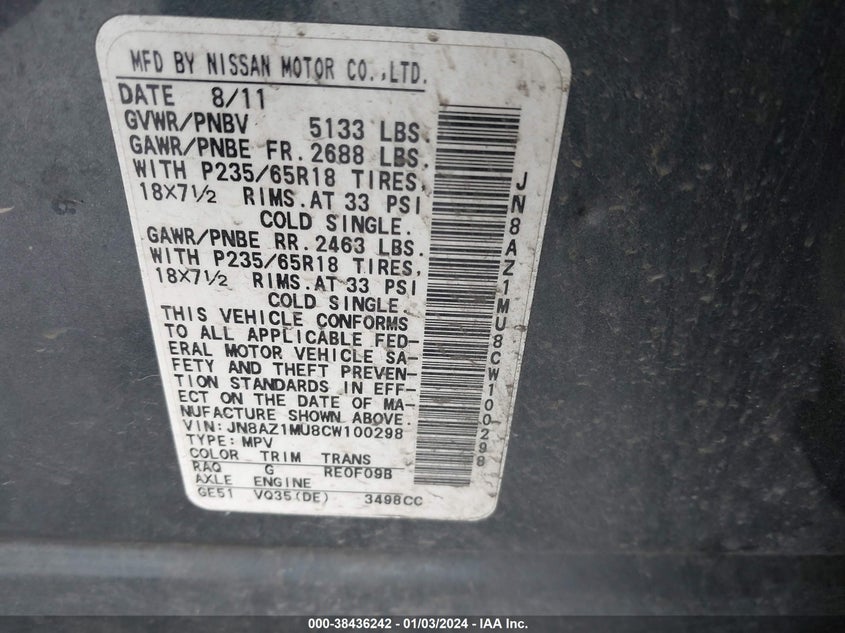 MFD BY NISSAN MOTOR CO.,LTD.
DATE 8/11
GVWR/PNBV 5133 LBS.
GAWR/PNBE FR. 2688 LBS.
WITH P235/65R18 TIRES,
18X7½ RIMS. AT 33 PSI
COLD SINGLE.
GAWR/PNBE RR. 2463 LBS.
WITH P235/65R18 TIRES,
18X7½ RIMS. AT 33 PSI
COLD SINGLE.
THIS VEHICLE CONFORMS
TO ALL APPLICABLE FED-
ERAL MOTOR VEHICLE SA-
FETY AND THEFT PREVEN-
TION STANDARDS IN EFF-
ECT ON THE DATE OF MA-
NUFACTURE SHOWN ABOVE.
VIN: JN8AZ1MU8CW100298
TYPE: MPV
COLOR TRIM TRANS
RAQ G RE0F09B
AXLE ENGINE
GE51 VQ35(DE) 3498CC
JN8AZ1MU8CW100298
000-38436242 - 01/03/2024 - IAA Inc.